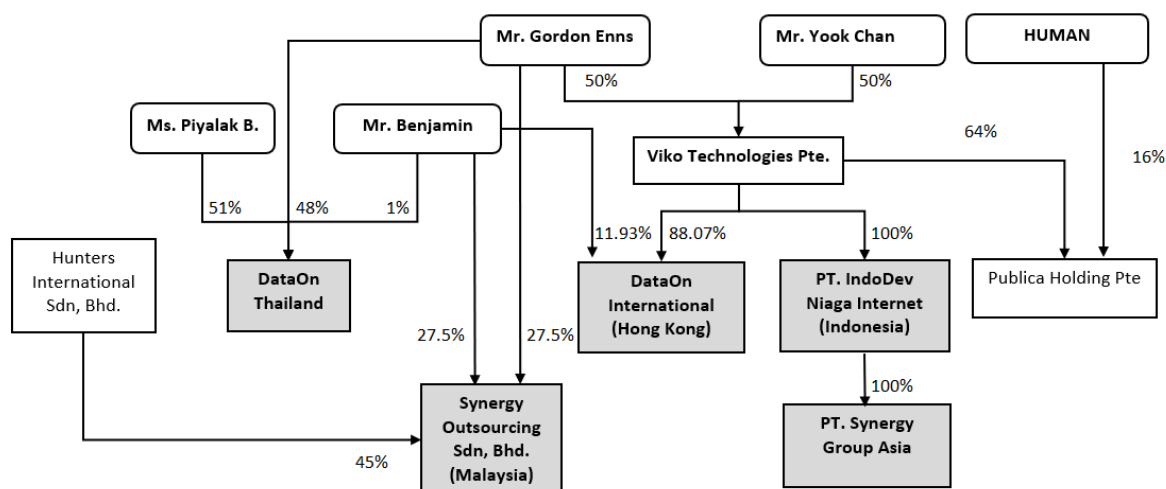 Mr. Gordon Enns
Mr. Yook Chan
HUMAN
50%
50%
Ms. Piyalak B.
Mr. Benjamin
Viko Technologies Pte.
64%
16%
51%
48%
1%
11.93%
88.07%
100%
Hunters
International
Sdn, Bhd.
DataOn
Thailand
DataOn
International
(Hong Kong)
PT. IndoDev
Niaga Internet
(Indonesia)
Publica Holding Pte
27.5%
27.5%
100%
Synergy
Outsourcing
Sdn, Bhd.
(Malaysia)
PT. Synergy
Group Asia
45%